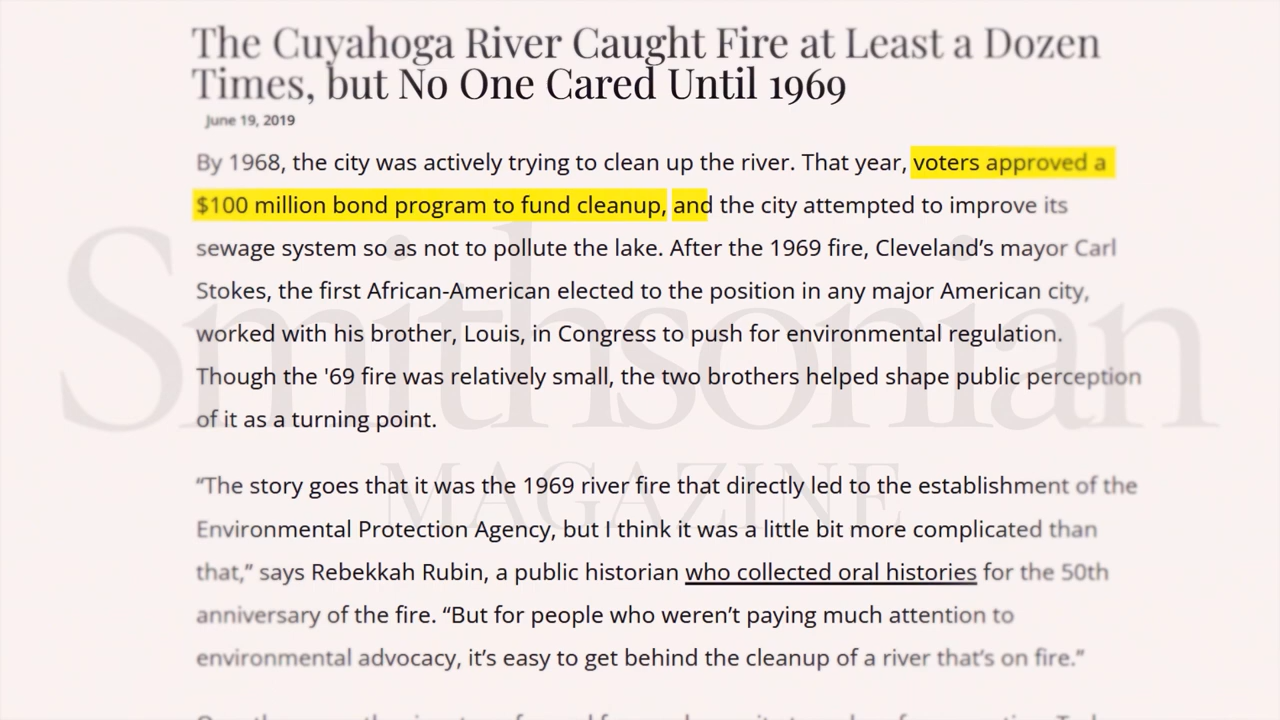 The Cuyahoga River Caught Fire at Least a Dozen
Times, but No One Cared Until 1969
June 19, 2019
By 1968, the city was actively trying to clean up the river. That year, voters approved a
$100 million bond program to fund cleanup, and the city attempted to improve its
sewage system so as not to pollute the lake. After the 1969 fire, Cleveland’s mayor Carl
Stokes, the first African-American elected to the position in any major American city,
worked with his brother, Louis, in Congress to push for environmental regulation.
Though the '69 fire was relatively small, the two brothers helped shape public perception
of it as a turning point.
“The story goes that it was the 1969 river fire that directly led to the establishment of the
Environmental Protection Agency, but I think it was a little bit more complicated than
that,” says Rebekkah Rubin, a public historian who collected oral histories for the 50th
anniversary of the fire. “But for people who weren’t paying much attention to
environmental advocacy, it’s easy to get behind the cleanup of a river that’s on fire.”
Smithsonian
MAGAZINE